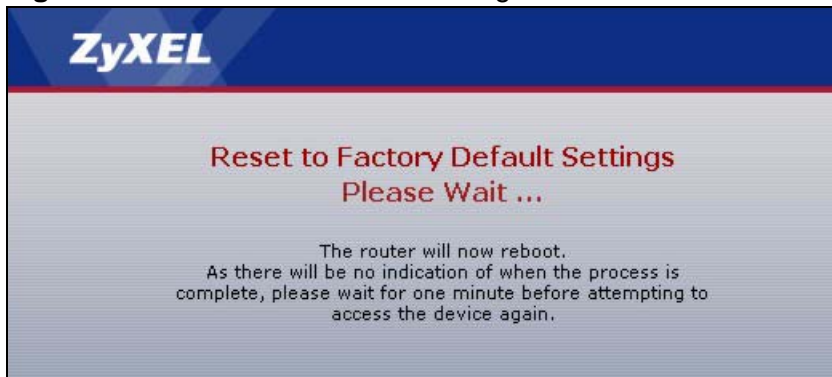 ZyXEL
Reset to Factory Default Settings
Please Wait ...
The router will now reboot.
As there will be no indication of when the process is
complete, please wait for one minute before attempting to
access the device again.